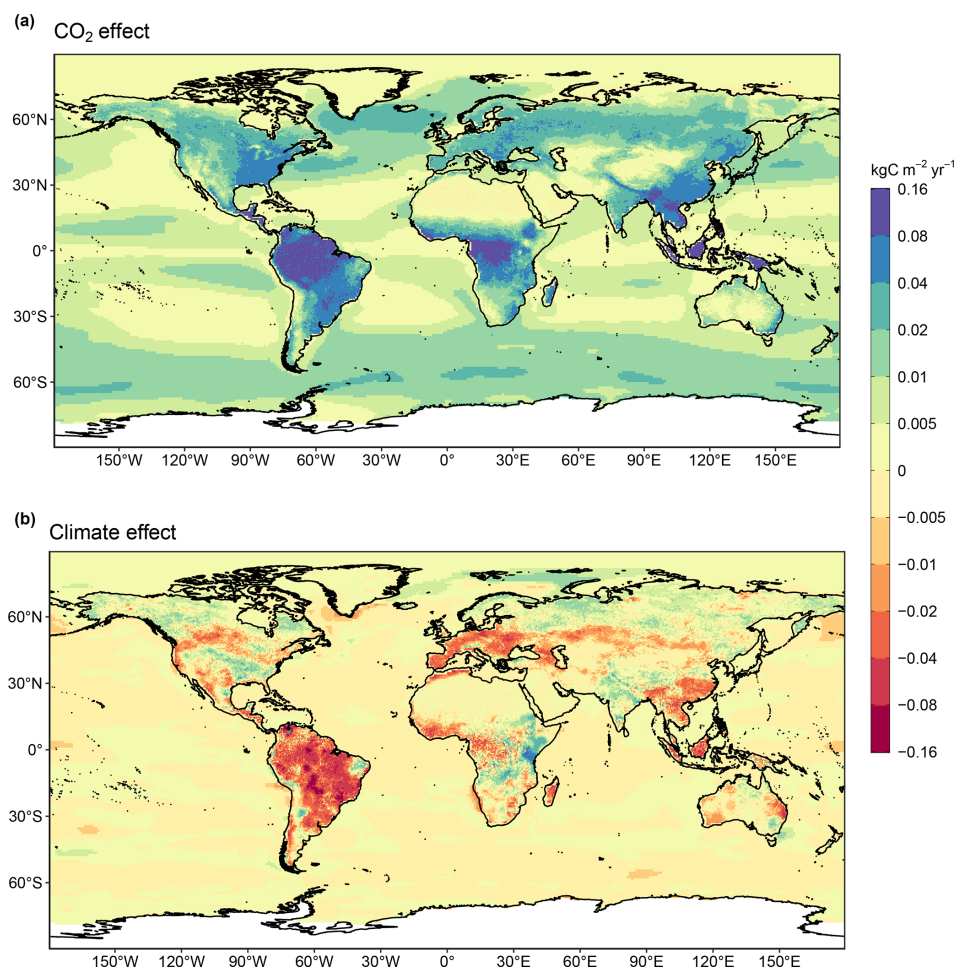 (a)
CO₂ effect
60°N
30°N
0°
30°S
60°S
150°W 120°W 90°W 60°W 30°W 0° 30°E 60°E 90°E 120°E 150°E
kgC m⁻² yr⁻¹
0.16
0.08
0.04
0.02
0.01
0.005
0
−0.005
−0.01
−0.02
−0.04
−0.08
−0.16
(b)
Climate effect
60°N
30°N
0°
30°S
60°S
150°W 120°W 90°W 60°W 30°W 0° 30°E 60°E 90°E 120°E 150°E